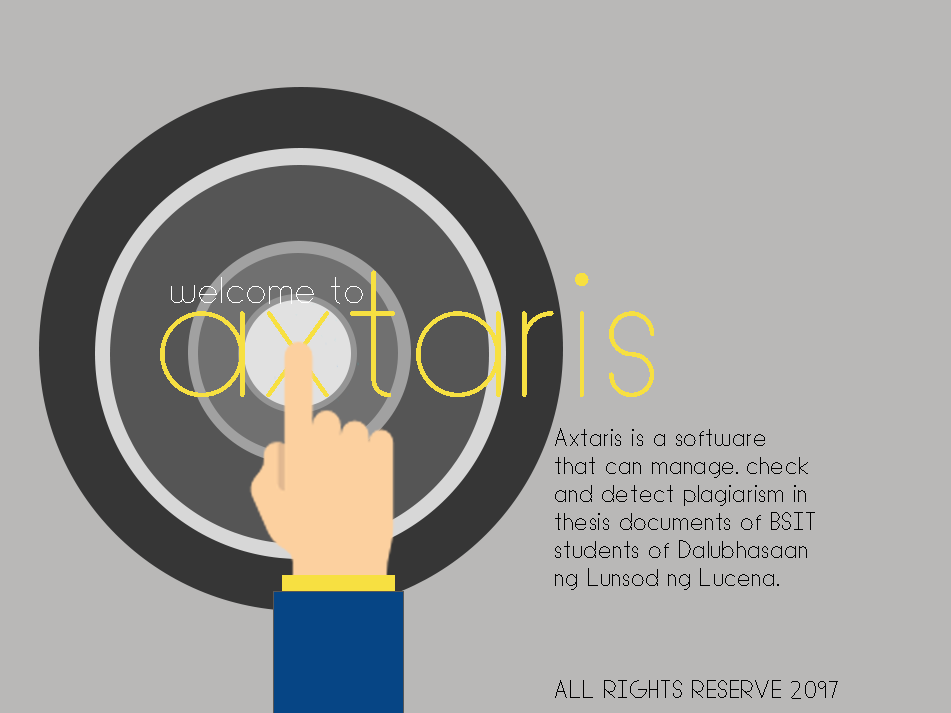 welcome to
axtaris
Axtaris is a software
that can manage. check
and detect plagiarism in
thesis documents of BSIT
students of Dalubhasaan
ng Lunsod ng Lucena.
ALL RIGHTS RESERVE 2097